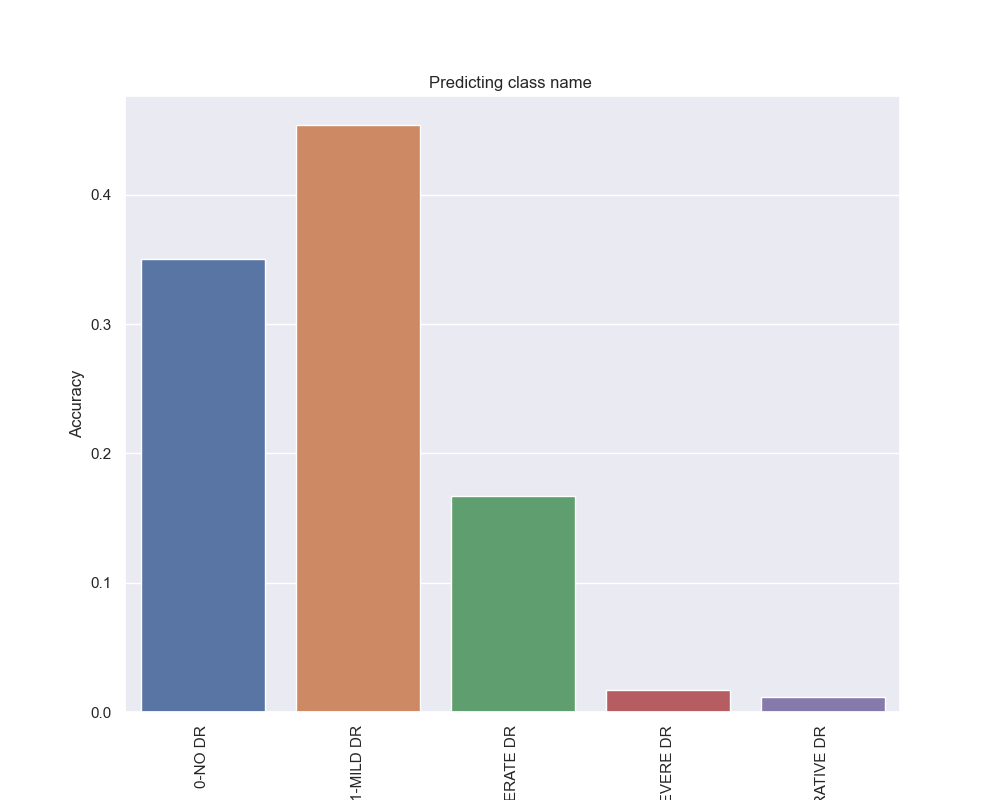 Predicting class name
Accuracy
0.4
0.3
0.2
0.1
0.0
0-NO DR
1-MILD DR
ERATE DR
EVERE DR
RATIVE DR